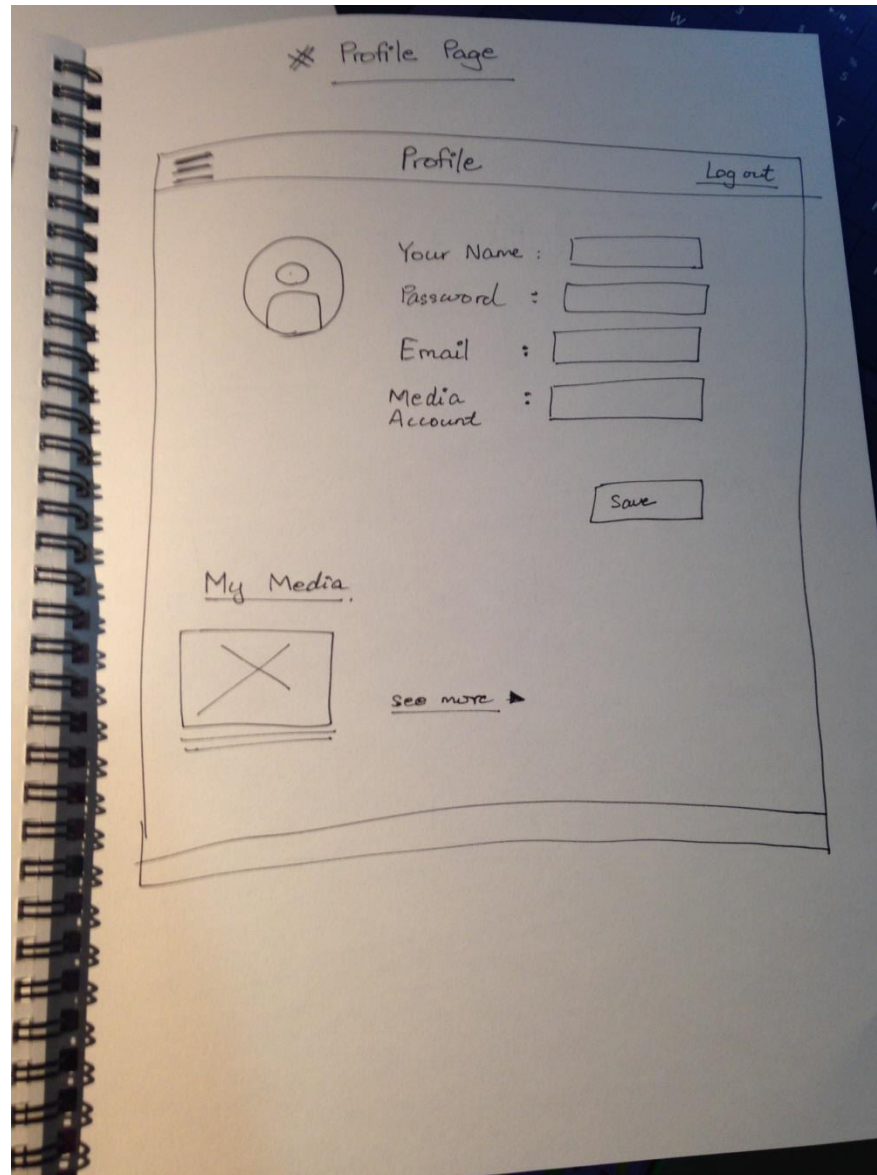 * Profile Page
Profile
Log out
Your Name :
Password :
Email :
Media :
Account
Save
My Media.
see more